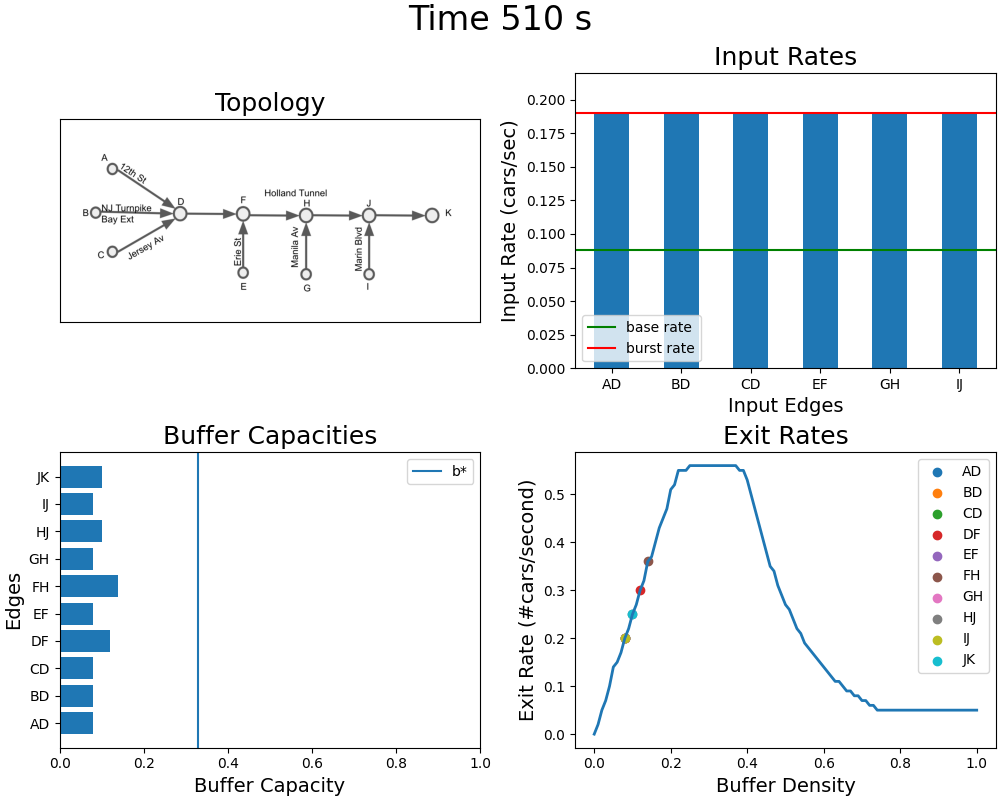 Time 510 s
Topology
A
12th St
B
NJ Turnpike
Bay Ext
C
Jersey Av
D
F
Holland Tunnel
H
J
K
Erie St
Manila Av
Marin Blvd
E
G
I
Input Rates
Input Rate (cars/sec)
0.200
0.175
0.150
0.125
0.100
0.075
0.050
0.025
0.000
base rate
burst rate
AD BD CD EF GH IJ
Input Edges
Buffer Capacities
Edges
JK
IJ
HJ
GH
FH
EF
DF
CD
BD
AD
b*
0.0 0.2 0.4 0.6 0.8 1.0
Buffer Capacity
Exit Rates
Exit Rate (#cars/second)
0.5
0.4
0.3
0.2
0.1
0.0
AD
BD
CD
DF
EF
FH
GH
HJ
IJ
JK
0.0 0.2 0.4 0.6 0.8 1.0
Buffer Density